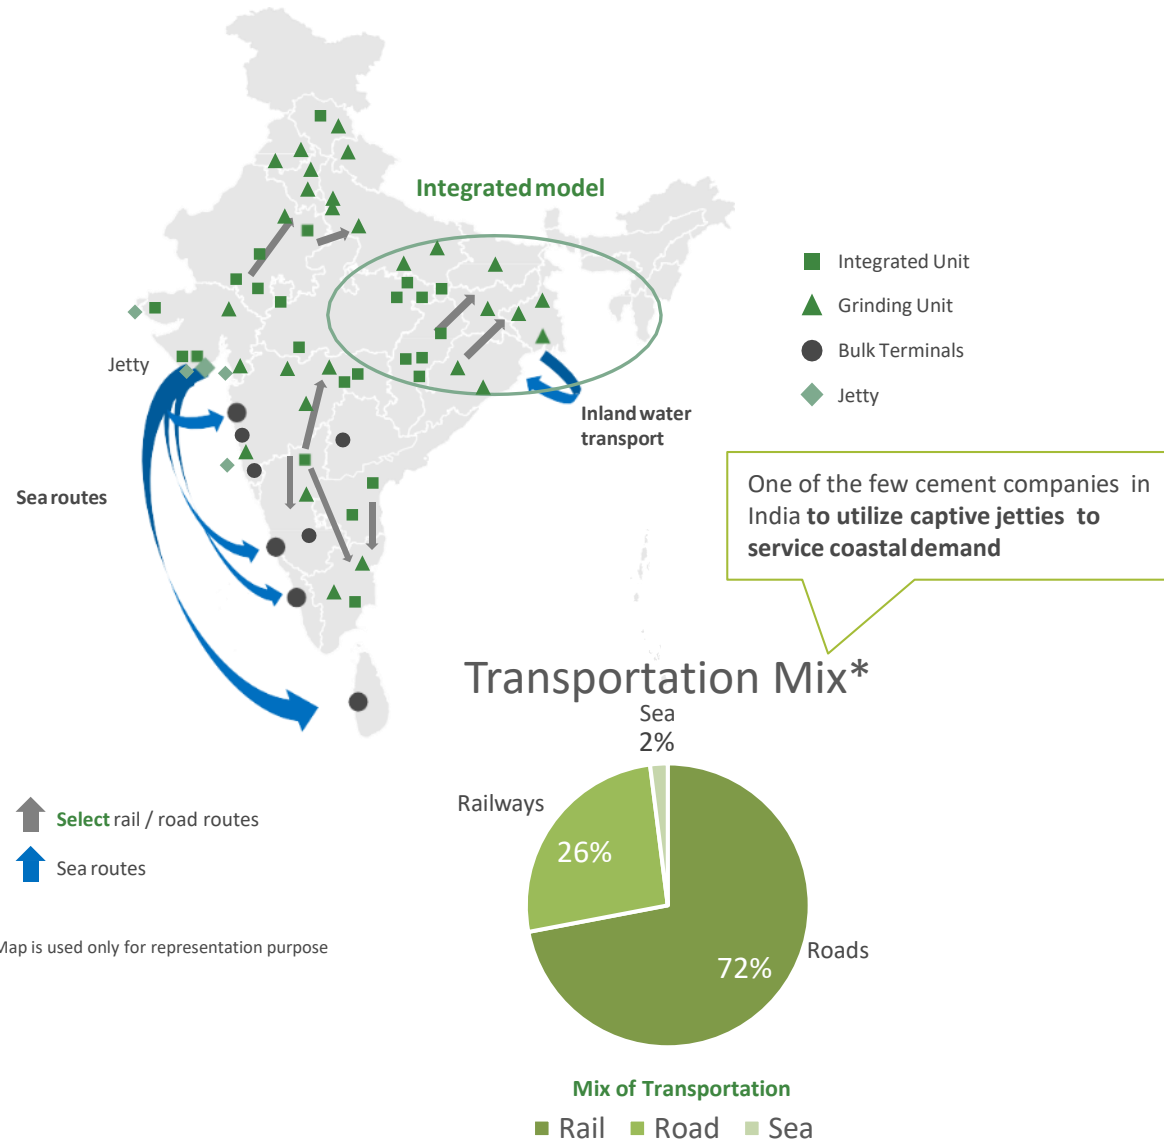 Integrated model
Integrated Unit
Grinding Unit
Bulk Terminals
Jetty
Jetty
Inland water
transport
Sea routes
One of the few cement companies in
India to utilize captive jetties to
service coastal demand
Transportation Mix*
Sea
2%
Railways
26%
72%
Roads
Select rail / road routes
Sea routes
Map is used only for representation purpose
Mix of Transportation
Rail Road Sea